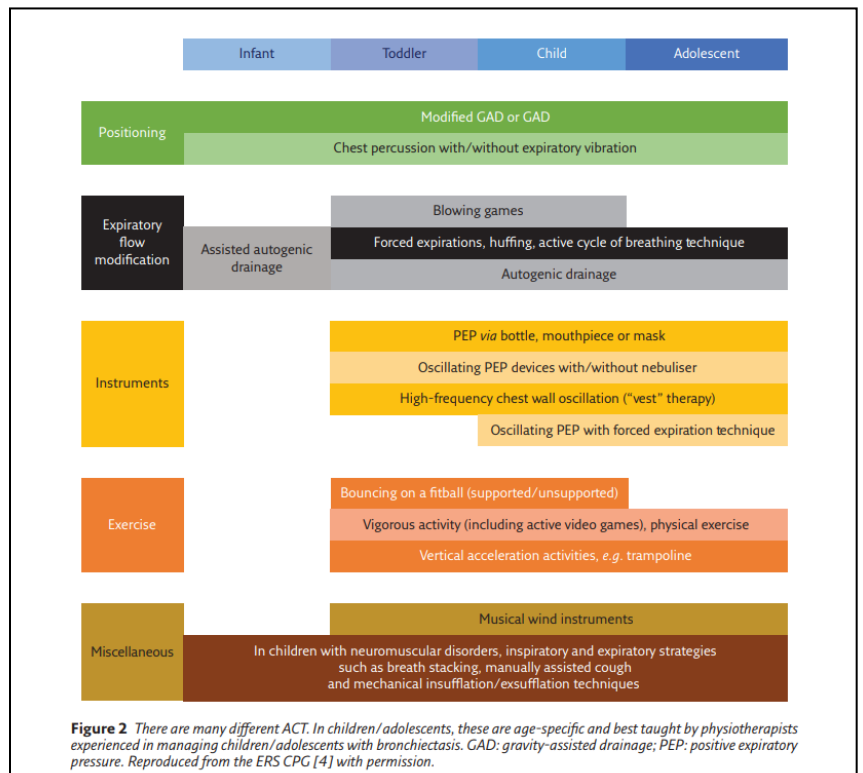 Infant
Toddler
Child
Adolescent
Positioning
Modified GAD or GAD
Chest percussion with/without expiratory vibration
Expiratory
flow
modification
Blowing games
Assisted autogenic
drainage
Forced expirations, huffing, active cycle of breathing technique
Autogenic drainage
Instruments
PEP via bottle, mouthpiece or mask
Oscillating PEP devices with/without nebuliser
High-frequency chest wall oscillation (“vest” therapy)
Oscillating PEP with forced expiration technique
Exercise
Bouncing on a fitball (supported/unsupported)
Vigorous activity (including active video games), physical exercise
Vertical acceleration activities, e.g. trampoline
Miscellaneous
Musical wind instruments
In children with neuromuscular disorders, inspiratory and expiratory strategies
such as breath stacking, manually assisted cough
and mechanical insufflation/exsufflation techniques
Figure 2 There are many different ACT. In children/adolescents, these are age-specific and best taught by physiotherapists
experienced in managing children/adolescents with bronchiectasis. GAD: gravity-assisted drainage; PEP: positive expiratory
pressure. Reproduced from the ERS CPG [4] with permission.